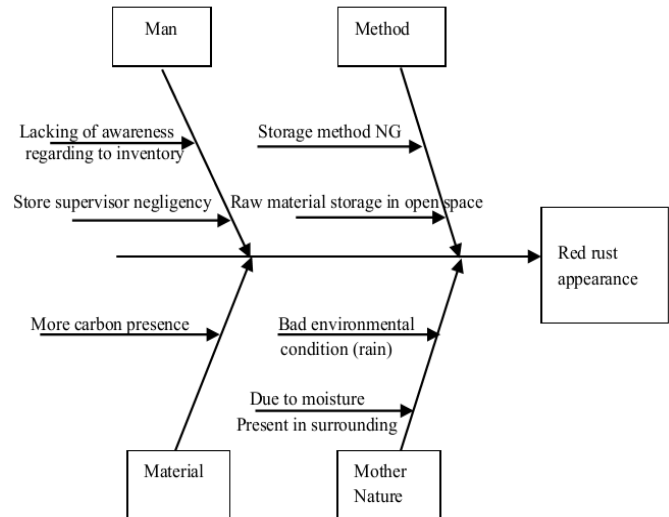 Man
Method
Lacking of awareness
regarding to inventory
Storage method NG
Store supervisor negligency
Raw material storage in open space
Red rust
appearance
More carbon presence
Bad environmental
condition (rain)
Due to moisture
Present in surrounding
Material
Mother
Nature